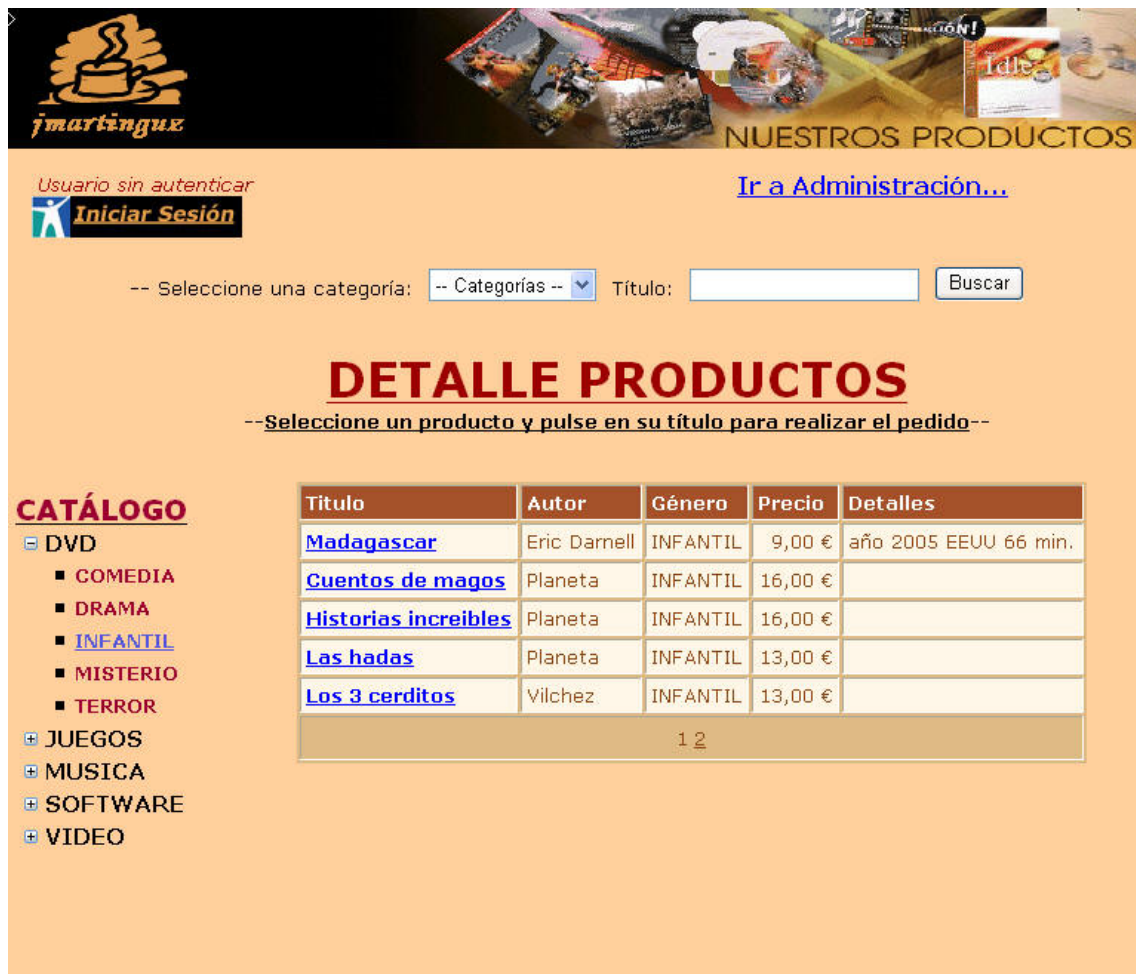 jmartinguz
ACCIÓN!
Idle
NUESTROS PRODUCTOS
Usuario sin autenticar
Iniciar Sesión
Ir a Administración...
-- Seleccione una categoría: -- Categorías -- Título: Buscar
DETALLE PRODUCTOS
--Seleccione un producto y pulse en su título para realizar el pedido--
CATÁLOGO
DVD
COMEDIA
DRAMA
INFANTIL
MISTERIO
TERROR
JUEGOS
MUSICA
SOFTWARE
VIDEO
Titulo Autor Género Precio Detalles
Madagascar Eric Darnell INFANTIL 9,00 € año 2005 EEUU 66 min.
Cuentos de magos Planeta INFANTIL 16,00 €
Historias increibles Planeta INFANTIL 16,00 €
Las hadas Planeta INFANTIL 13,00 €
Los 3 cerditos Vilchez INFANTIL 13,00 €
1 2